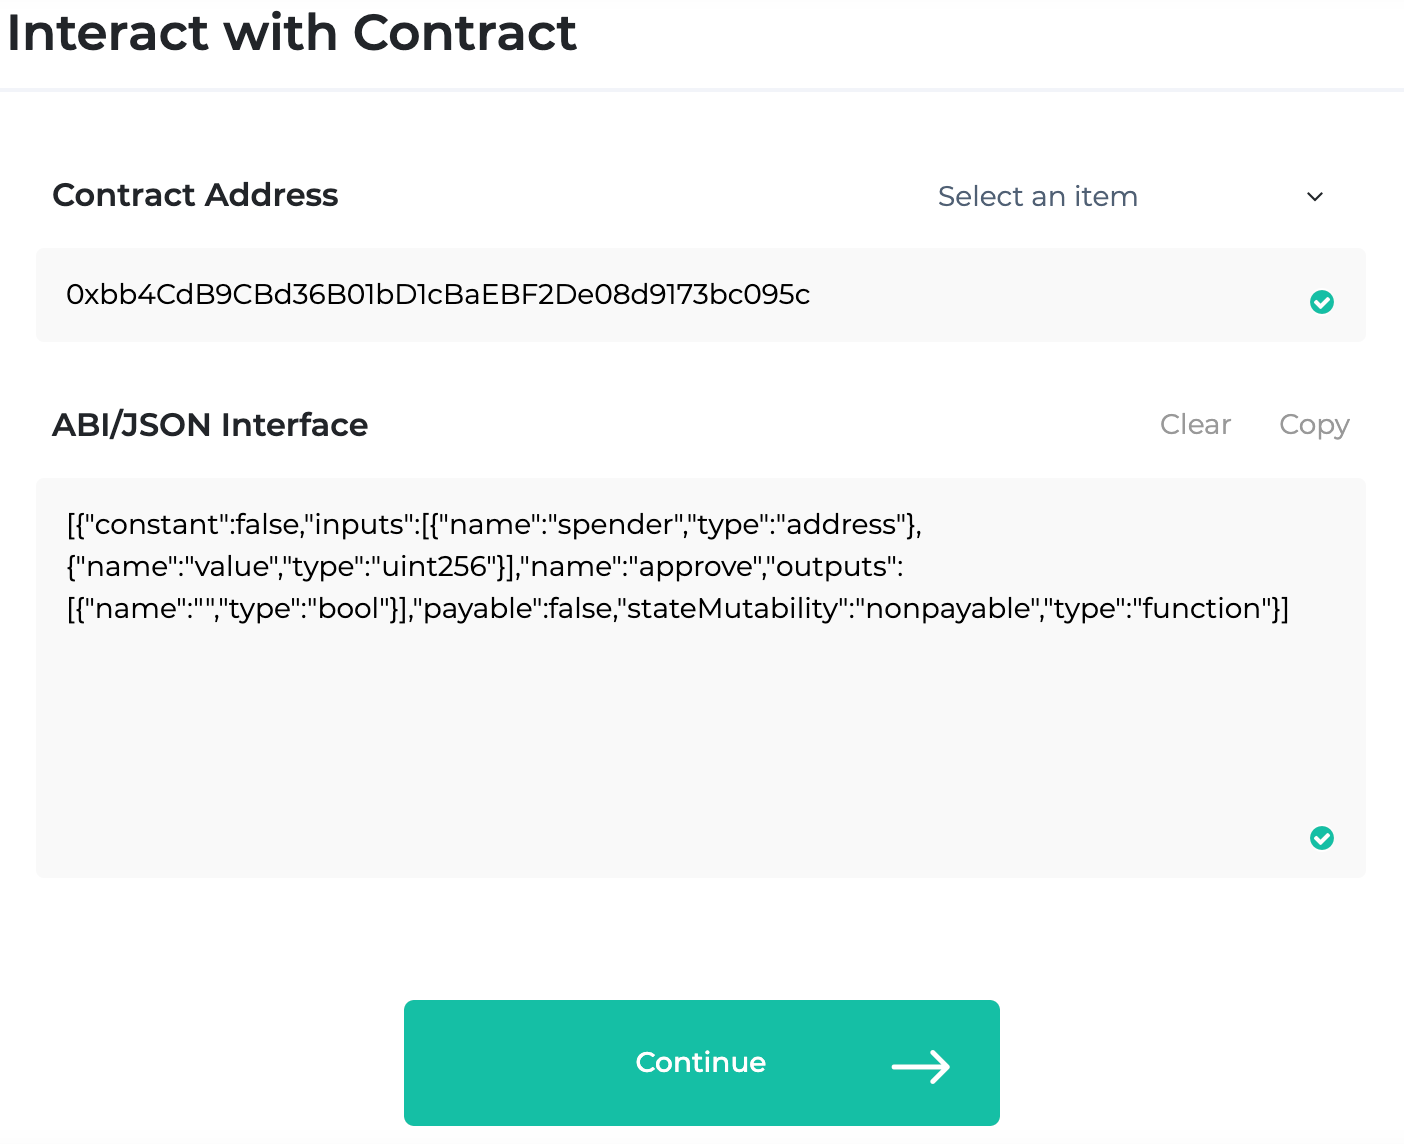 Interact with Contract
Contract Address
Select an item
0xbb4CdB9CBd36B01bD1cBaEBF2De08d9173bc095c
ABI/JSON Interface
Clear
Copy
[{"constant":false,"inputs":[{"name":"spender","type":"address"},
{"name":"value","type":"uint256"}],"name":"approve","outputs":
[{"name":"","type":"bool"}],"payable":false,"stateMutability":"nonpayable","type":"function"}]
Continue